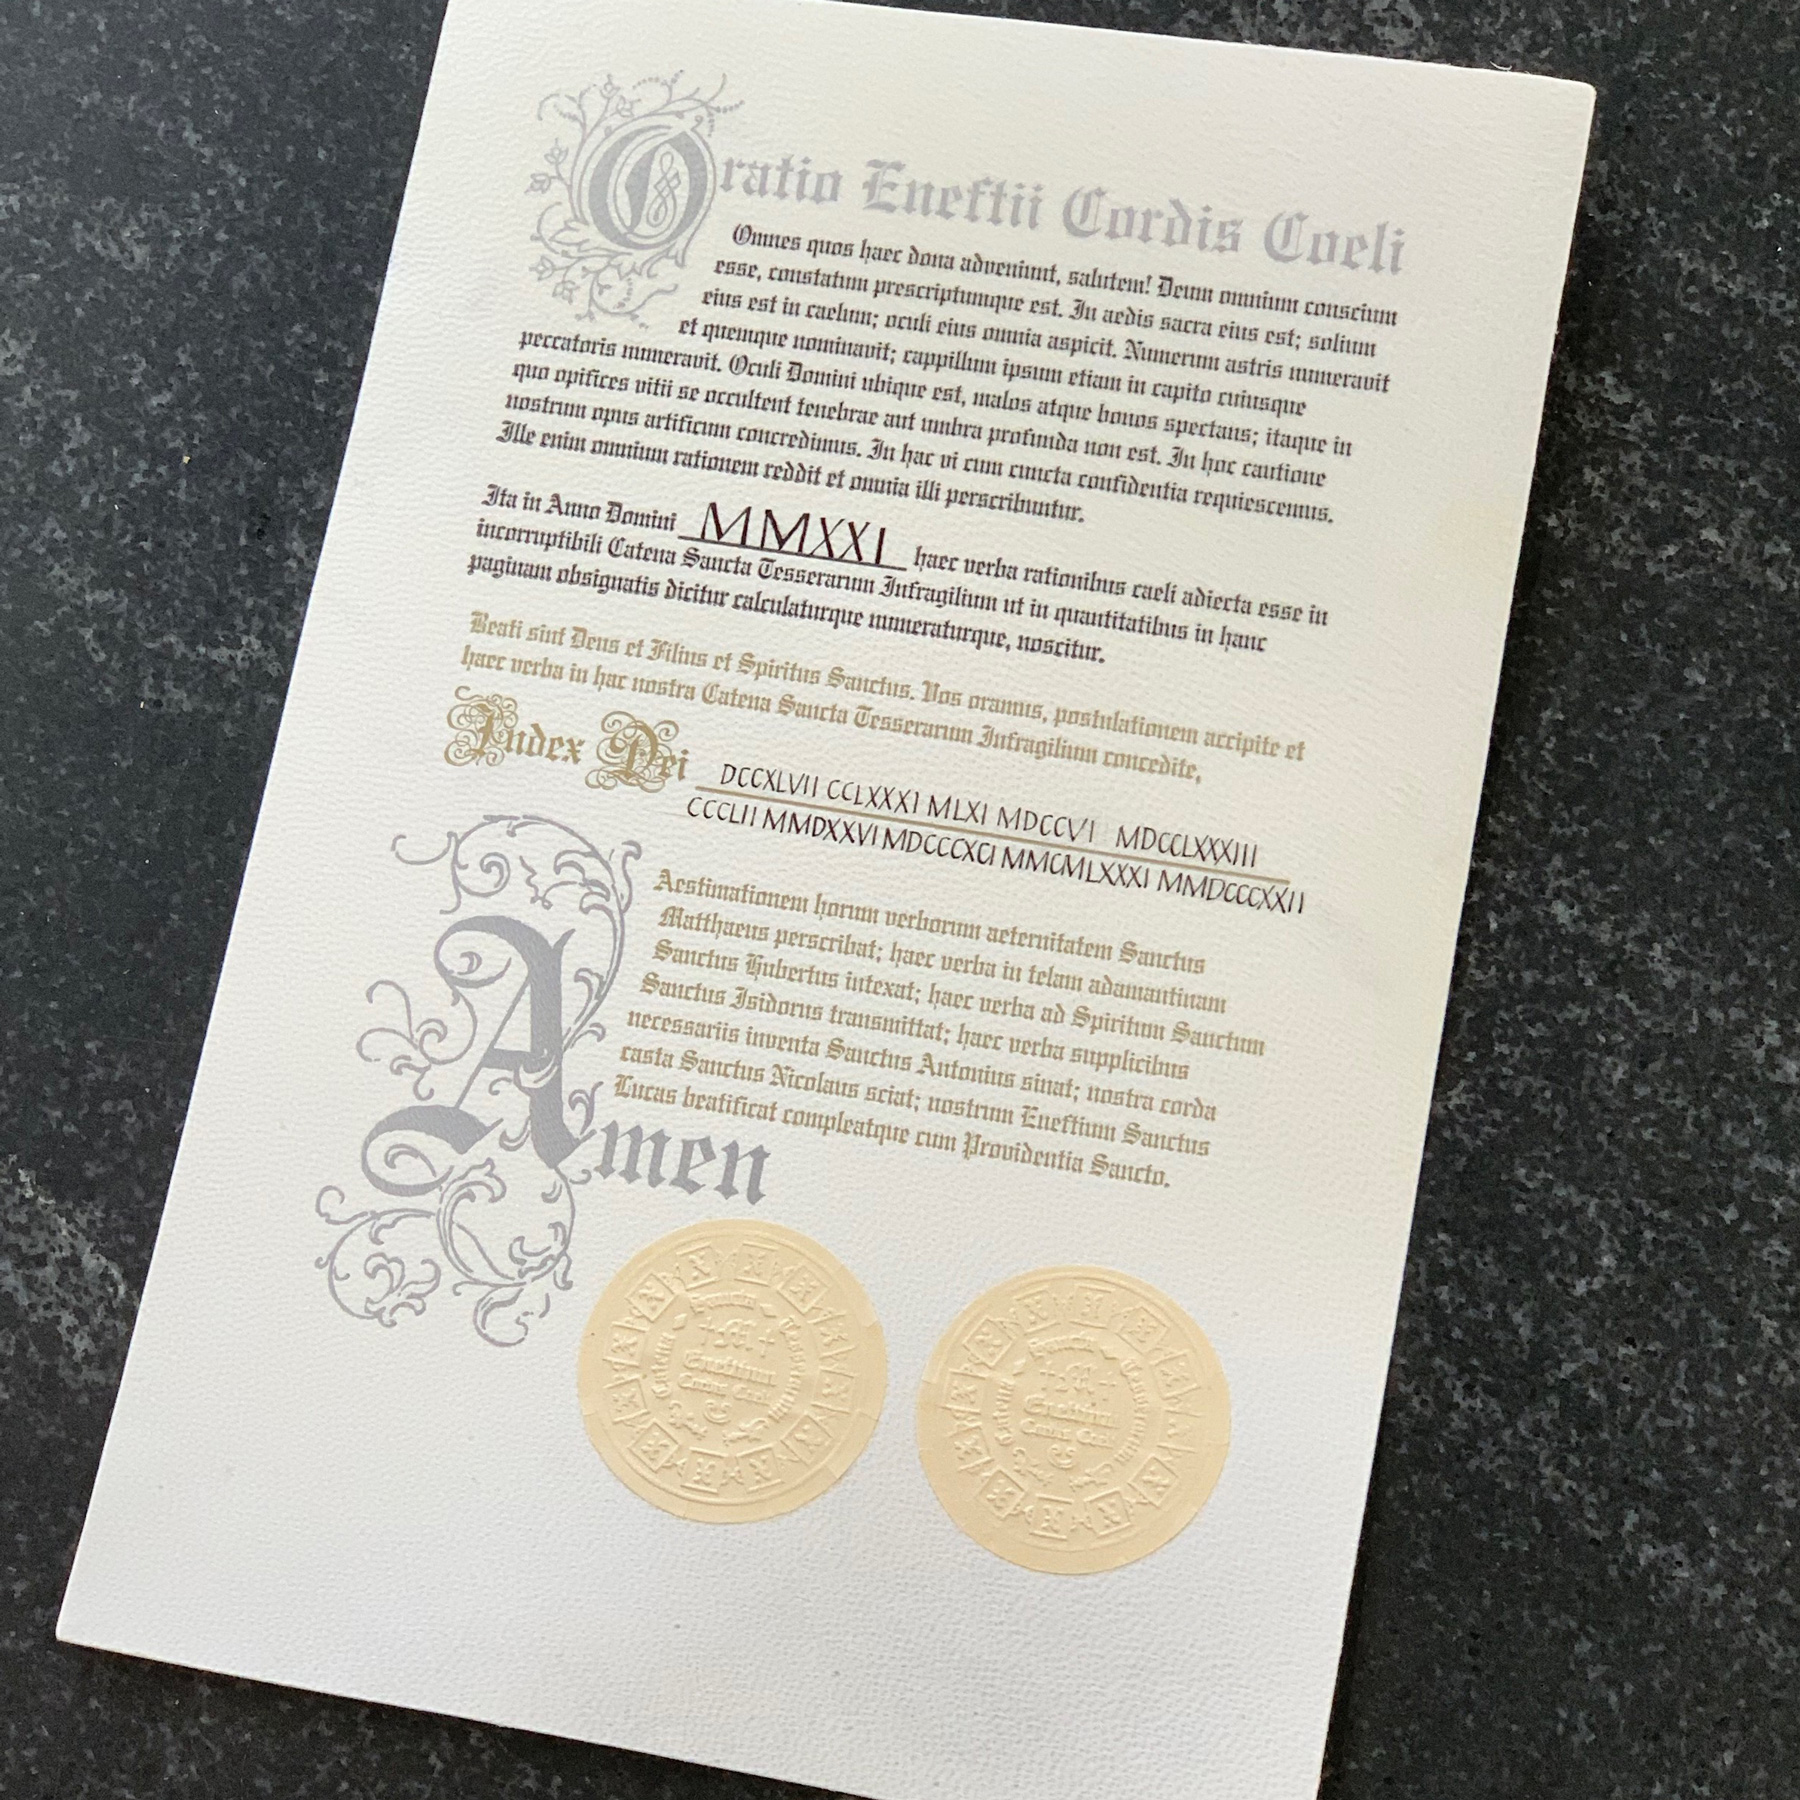 Oratio Eneftii Cordis Coeli
Omnes quos haec dona adveniunt, salutem! Deum omnium conscium
esse, constatum prescriptumque est. In aedis sacra eius est; solium
eius est in caelum; oculi eius omnia aspicit. Numerum astris numeravit
et quemque nominavit; cappillum ipsum etiam in capito cuiusque
peccatoris numeravit. Oculi Domini ubique est, malos atque bonos spectans; itaque in
quo opifices vitii se occultent tenebrae aut umbra profunda non est. In hoc cautione
nostrum opus artificum concredimus. In hac vi cum cuncta confidentia requiescemus.
Ille enim omnium rationem reddit et omnia illi perscribuntur.
Ita in Anno Domini MMXXI haec verba rationibus caeli adiecta esse in
incorruptibili Catena Sancta Tesserarum Infragilium ut in quantitatibus in hanc
paginam obsignatis dicitur calculaturque numeraturque, noscitur.
Beati sint Deus et Filius et Spiritus Sanctus. Vos oramus, postulationem accipite et
haec verba in hac nostra Catena Sancta Tesserarum Infragilium concedite,
Index Dei DCCXLVII CCLXXXI MLXI MDCCVI MDCCLXXXIII
CCCLII MMDXXVI MDCCCXCI MMCMLXXXI MMDCCCXXII
Aestimationem horum verborum aeternitatem Sanctus
Matthaeus perscribat; haec verba in telam adamantinam
Sanctus Hubertus intexat; haec verba ad Spiritum Sanctum
Sanctus Isidorus transmittat; haec verba supplicibus
necessariis inventa Sanctus Antonius sinat; nostra corda
casta Sanctus Nicolaus sciat; nostrum Eneftium Sanctus
Lucas beatificat compleatque cum Providentia Sancto.
Amen
Catena Tesserarum
Eneftium
Catena Tesserarum
Eneftium